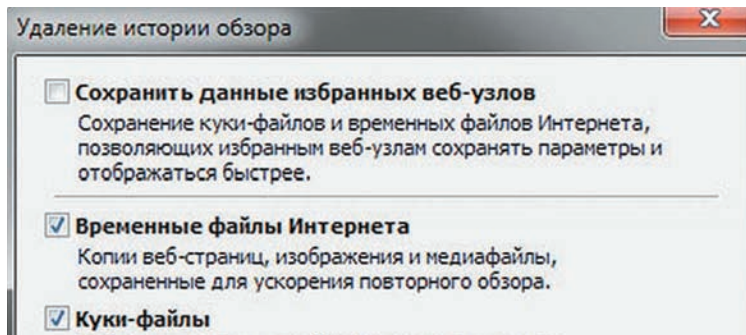 Удаление истории обзора
Сохранить данные избранных веб-узлов
Сохранение куки-файлов и временных файлов Интернета,
позволяющих избранным веб-узлам сохранять параметры и
отображаться быстрее.
Временные файлы Интернета
Копии веб-страниц, изображения и медиафайлы,
сохраненные для ускорения повторного обзора.
Куки-файлы